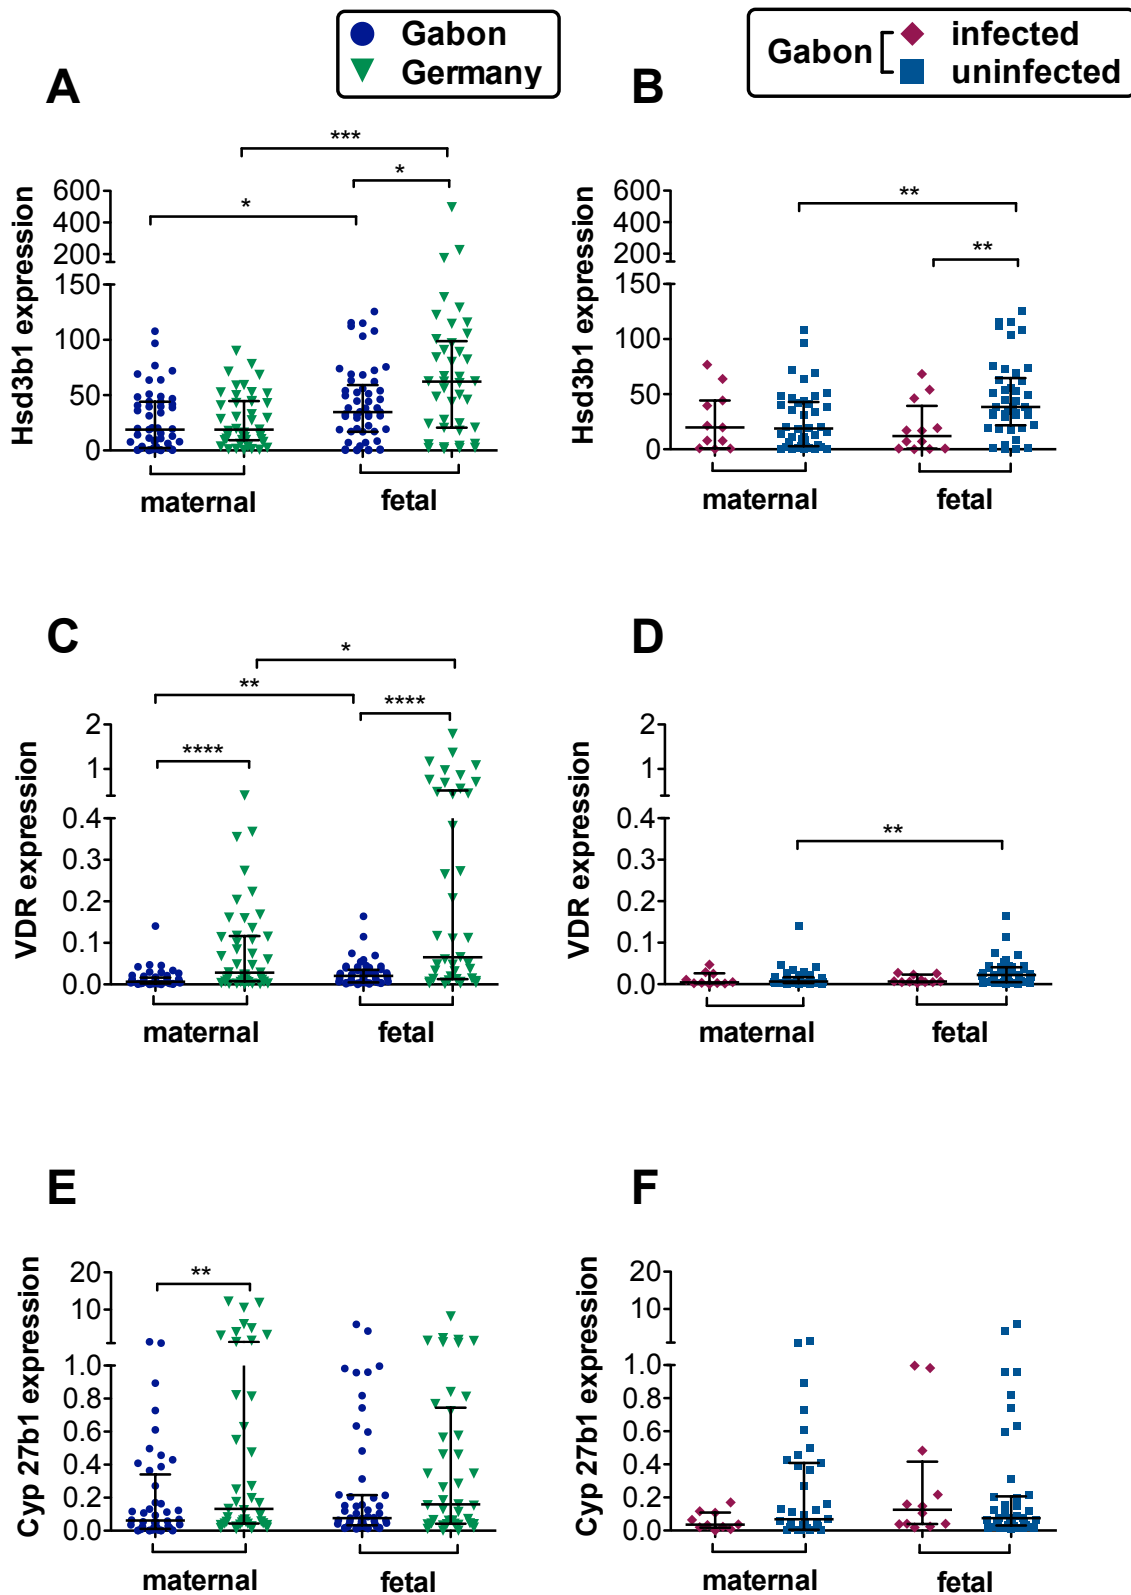 Gabon
Germany
Gabon
infected
uninfected
A
B
Hsd3b1 expression
600
400
200
150
100
50
0
*
***
*
maternal
fetal
Hsd3b1 expression
600
400
200
150
100
50
0
**
**
maternal
fetal
C
D
VDR expression
2
1
0.4
0.3
0.2
0.1
0.0
****
**
*
****
maternal
fetal
VDR expression
2
1
0.4
0.3
0.2
0.1
0.0
**
maternal
fetal
E
F
Cyp 27b1 expression
20
10
1.0
0.8
0.6
0.4
0.2
0.0
**
maternal
fetal
Cyp 27b1 expression
20
10
1.0
0.8
0.6
0.4
0.2
0.0
maternal
fetal